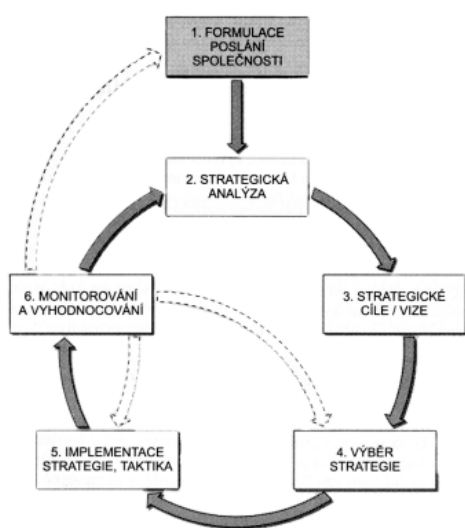 1. FORMULACE
POSLÁNÍ
SPOLEČNOSTI
2. STRATEGICKÁ
ANALÝZA
3. STRATEGICKÉ
CÍLE / VIZE
4. VÝBĚR
STRATEGIE
5. IMPLEMENTACE
STRATEGIE, TAKTIKA
6. MONITOROVÁNÍ
A VYHODNOCOVÁNÍ